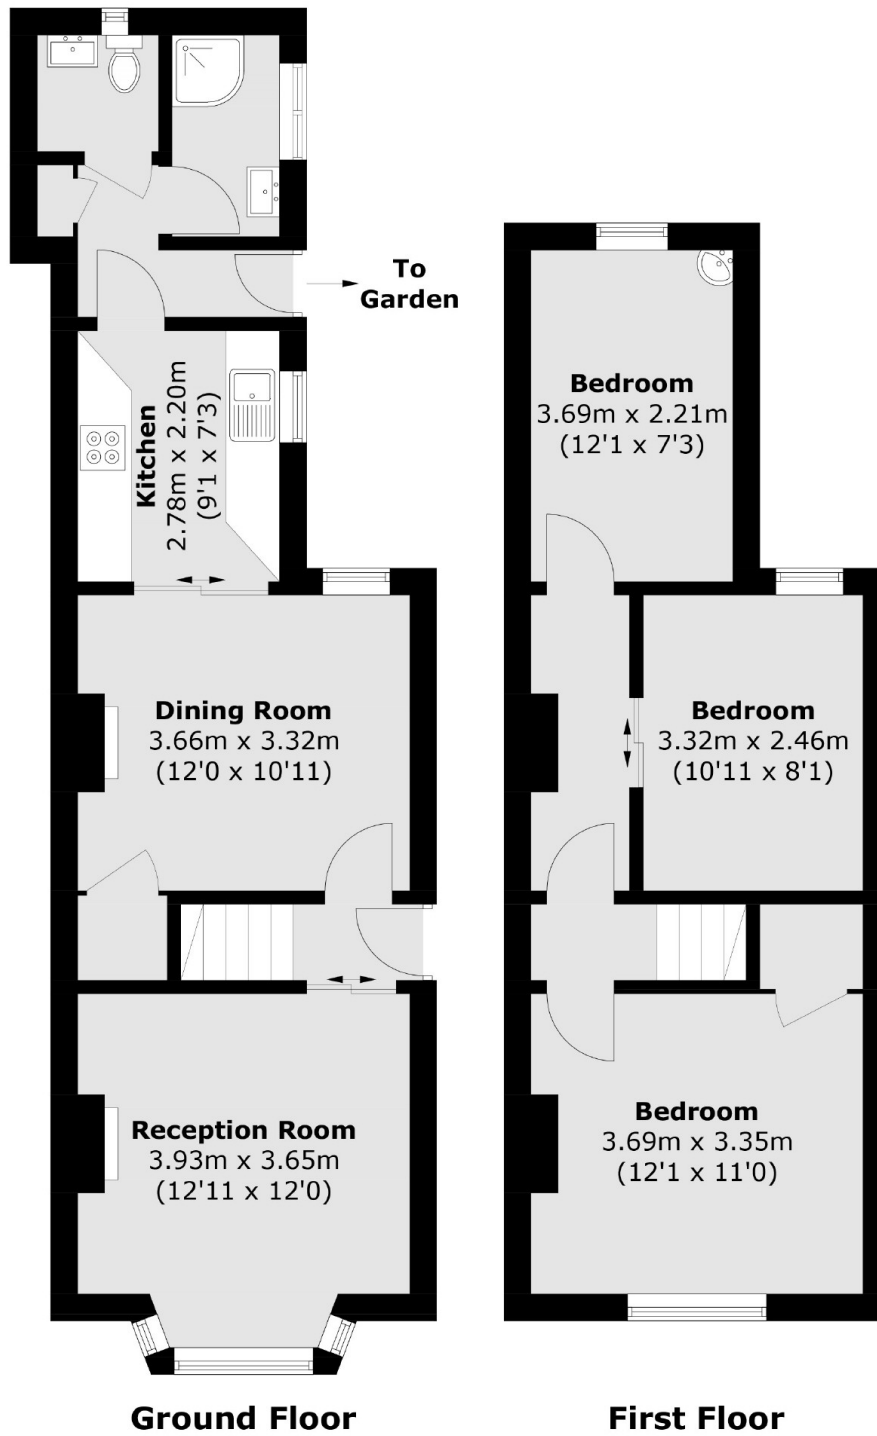 To
Garden
Kitchen
2.78m x 2.20m
(9'1 x 7'3)
Dining Room
3.66m x 3.32m
(12'0 x 10'11)
Reception Room
3.93m x 3.65m
(12'11 x 12'0)
Ground Floor
Bedroom
3.69m x 2.21m
(12'1 x 7'3)
Bedroom
3.32m x 2.46m
(10'11 x 8'1)
Bedroom
3.69m x 3.35m
(12'1 x 11'0)
First Floor